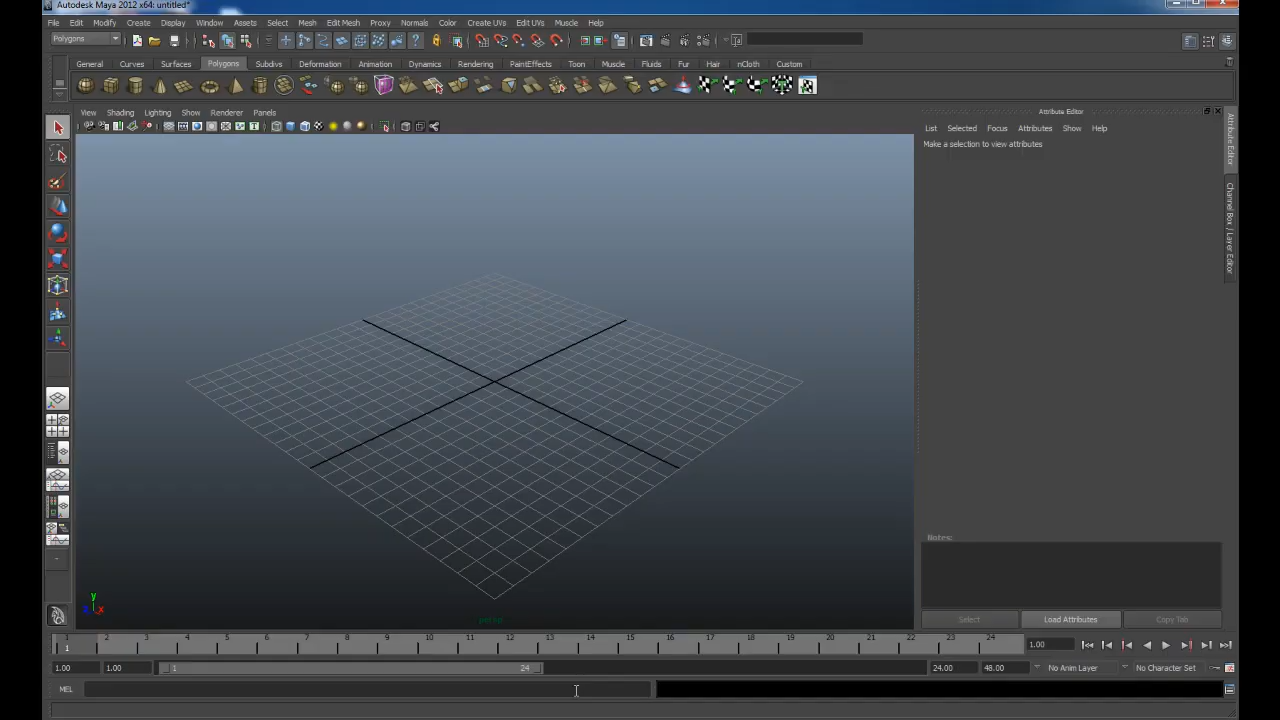 Autodesk Maya 2012 x64: untitled*
File Edit Modify Create Display Window Assets Select Mesh Edit Mesh Proxy Normals Color Create UVs Edit UVs Muscle Help
Polygons
General Curves Surfaces Polygons Subdivs Deformation Animation Dynamics Rendering PaintEffects Toon Muscle Fluids Fur Hair nCloth Custom
View Shading Lighting Show Renderer Panels
Attribute Editor
List Selected Focus Attributes Show Help
Make a selection to view attributes
Attribute Editor
Channel Box / Layer Editor
Notes:
y
x
persp
Select Load Attributes Copy Tab
1 2 3 4 5 6 7 8 9 10 11 12 13 14 15 16 17 18 19 20 21 22 23 24
1
1.00
1.00 1.00 1 24 24.00 48.00 No Anim Layer No Character Set
MEL